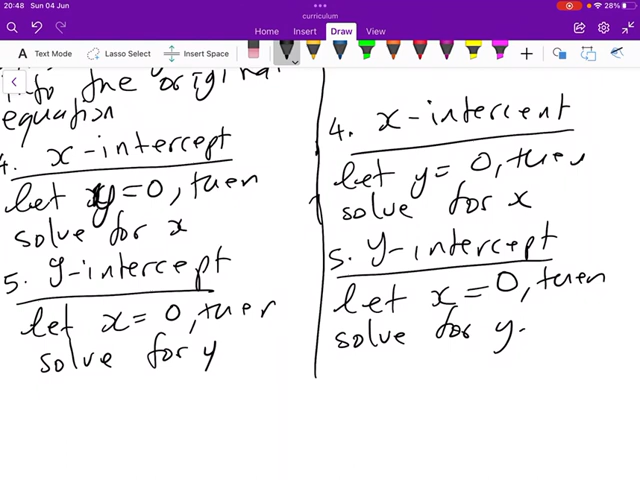 20:48 Sun 04 Jun
28%
curriculum
Home Insert Draw View
Text Mode Lasso Select Insert Space
into the original
equation
4. x-intercept
let y=0, then
solve for x
5. y-intercept
let x=0, then
solve for y
4. x-intercent
let y=0, then
solve for x
5. y-intercept
let x=0, then
solve for y.